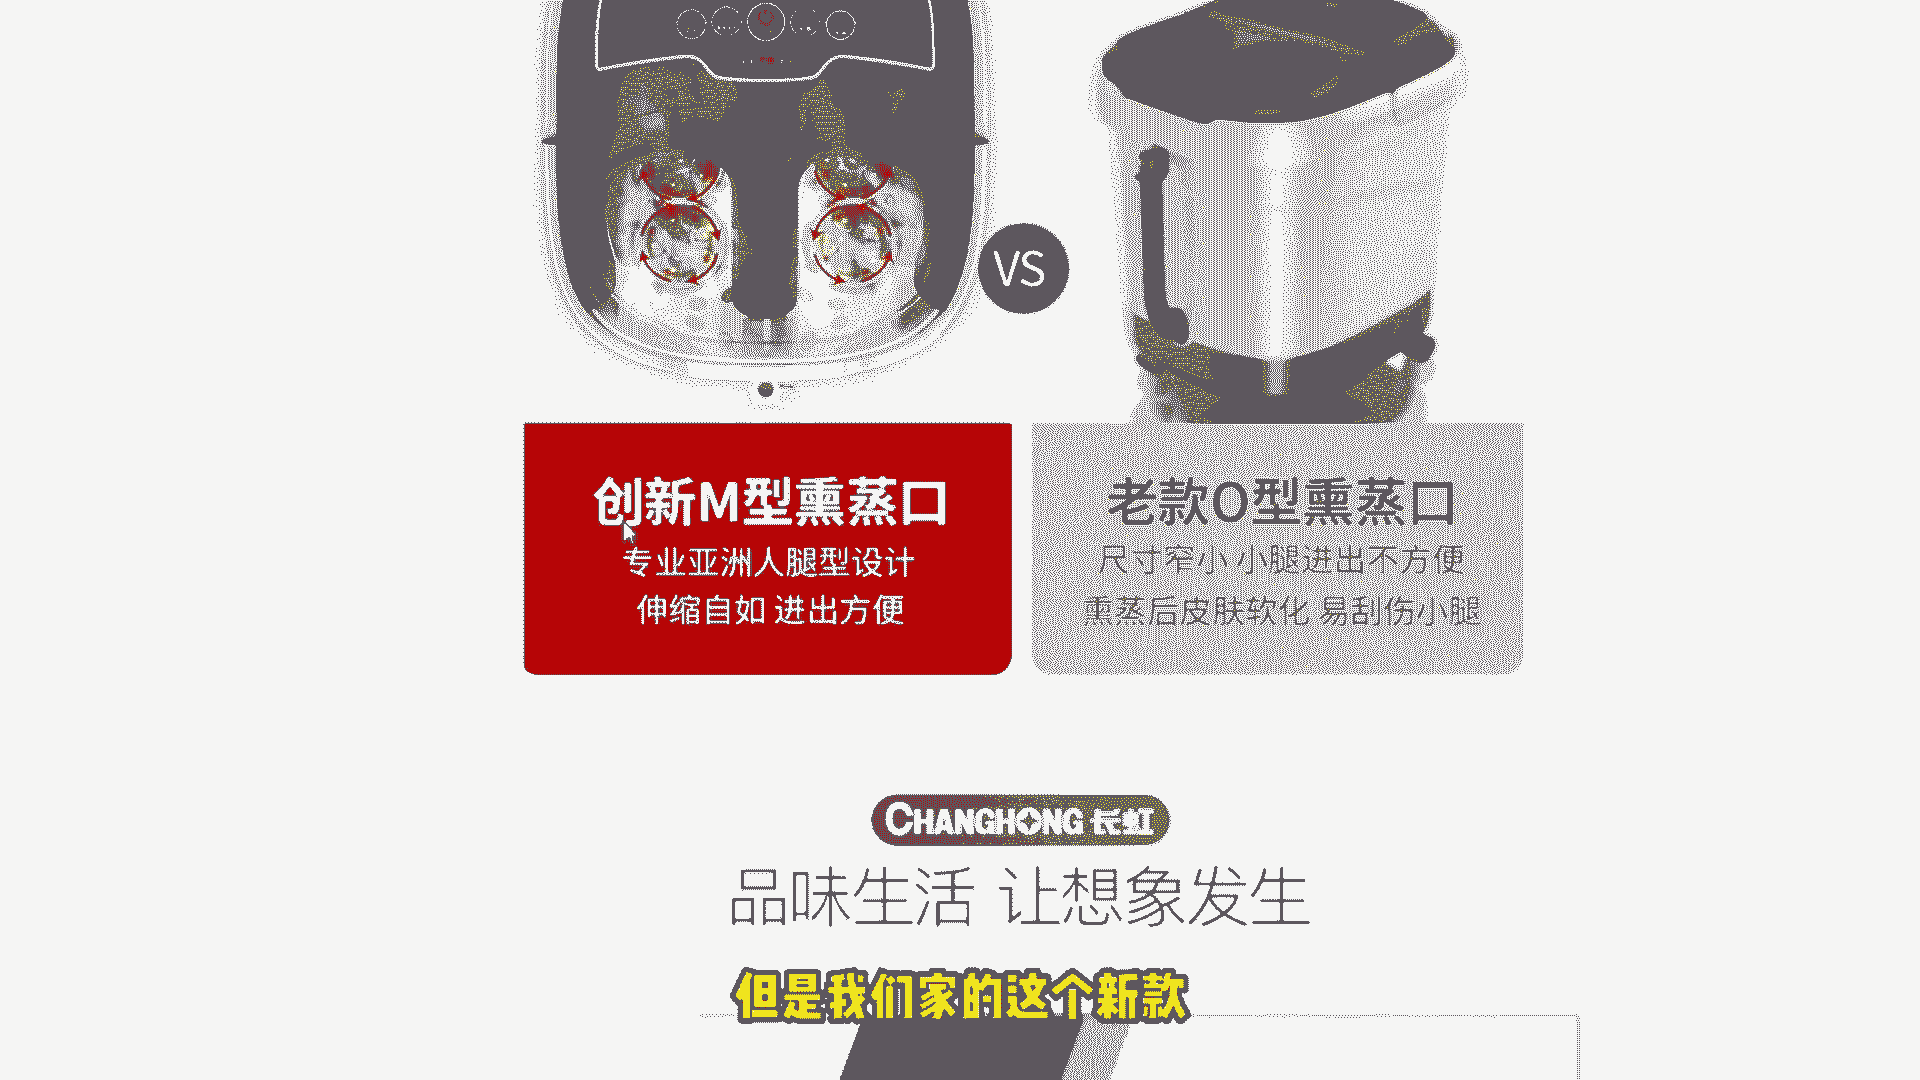 VS
创新M型熏蒸口
专业亚洲人腿型设计
伸缩自如 进出方便
老款O型熏蒸口
尺寸窄小 小腿进出不方便
熏蒸后皮肤软化 易刮伤小腿
CHANGHONG 长虹
品味生活 让想象发生
但是我们家的这个新款